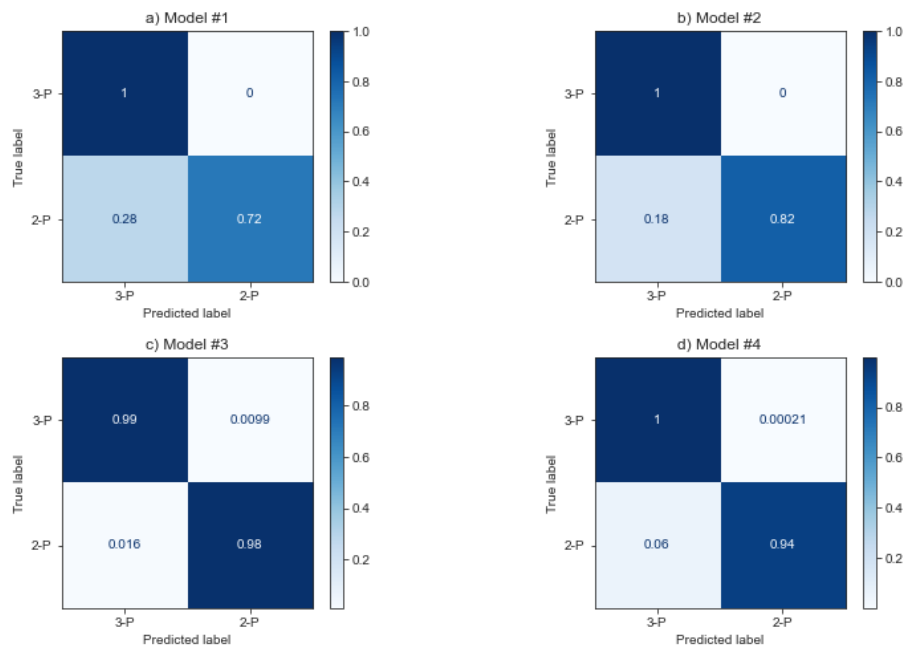 a) Model #1
1.0
3-P
1
0
0.8
0.6
True label
0.4
2-P
0.28
0.72
0.2
0.0
3-P
2-P
Predicted label
b) Model #2
1.0
3-P
1
0
0.8
0.6
True label
0.4
2-P
0.18
0.82
0.2
0.0
3-P
2-P
Predicted label
c) Model #3
0.8
3-P
0.99
0.0099
0.6
True label
0.4
2-P
0.016
0.98
0.2
3-P
2-P
Predicted label
d) Model #4
0.8
3-P
1
0.00021
0.6
True label
0.4
2-P
0.06
0.94
0.2
3-P
2-P
Predicted label